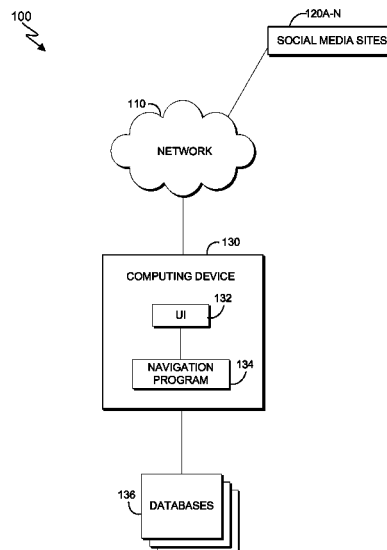 100
120A-N
SOCIAL MEDIA SITES
110
NETWORK
130
COMPUTING DEVICE
UI
132
NAVIGATION
PROGRAM
134
136
DATABASES